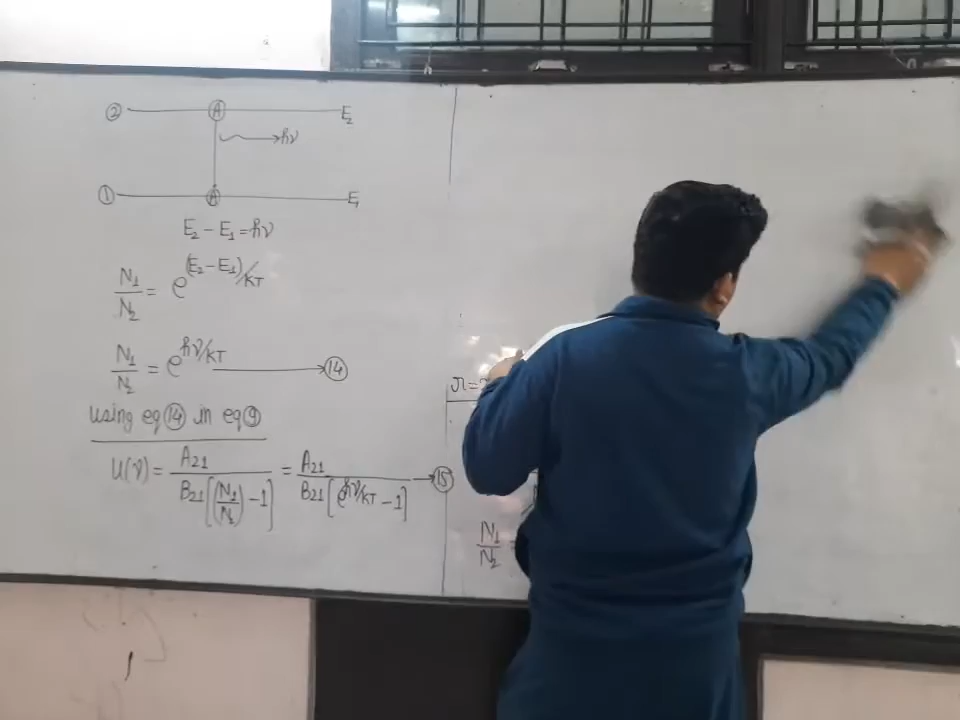 ② Ⓐ E₂
hν
① Ⓐ E₁
E₂ - E₁ = hν
N₁/N₂ = e^(E₂ - E₁)/KT
N₁/N₂ = e^hν/KT → ⑭
using eq ⑭ in eq ⑨
U(ν) = A₂₁/B₂₁[(N₁/N₂) - 1] = A₂₁/B₂₁[e^hν/KT - 1] → ⑮
N₁/N₂ =